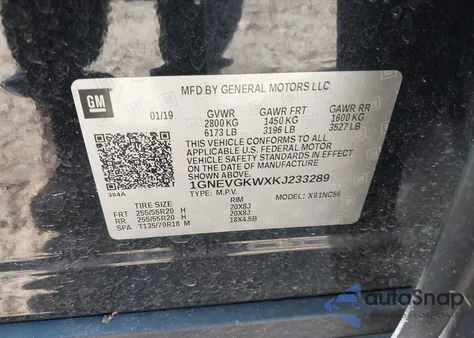 MFD BY GENERAL MOTORS LLC
GM
01/19
GVWR GAWR FRT GAWR RR
2800 KG 1450 KG 1600 KG
6173 LB 3196 LB 3527 LB
THIS VEHICLE CONFORMS TO ALL
APPLICABLE U.S. FEDERAL MOTOR
VEHICLE SAFETY STANDARDS IN EFFECT
ON THE DATE OF MANUFACTURE SHOWN ABOVE.
384A
1GNEVGKWXKJ233289
TYPE: M.P.V. MODEL: X91NC56
TIRE SIZE RIM
FRT 255/55R20 H 20X8J
RR 255/55R20 H 20X8J
SPA T135/70R18 M 18X4.5B
autoSnap